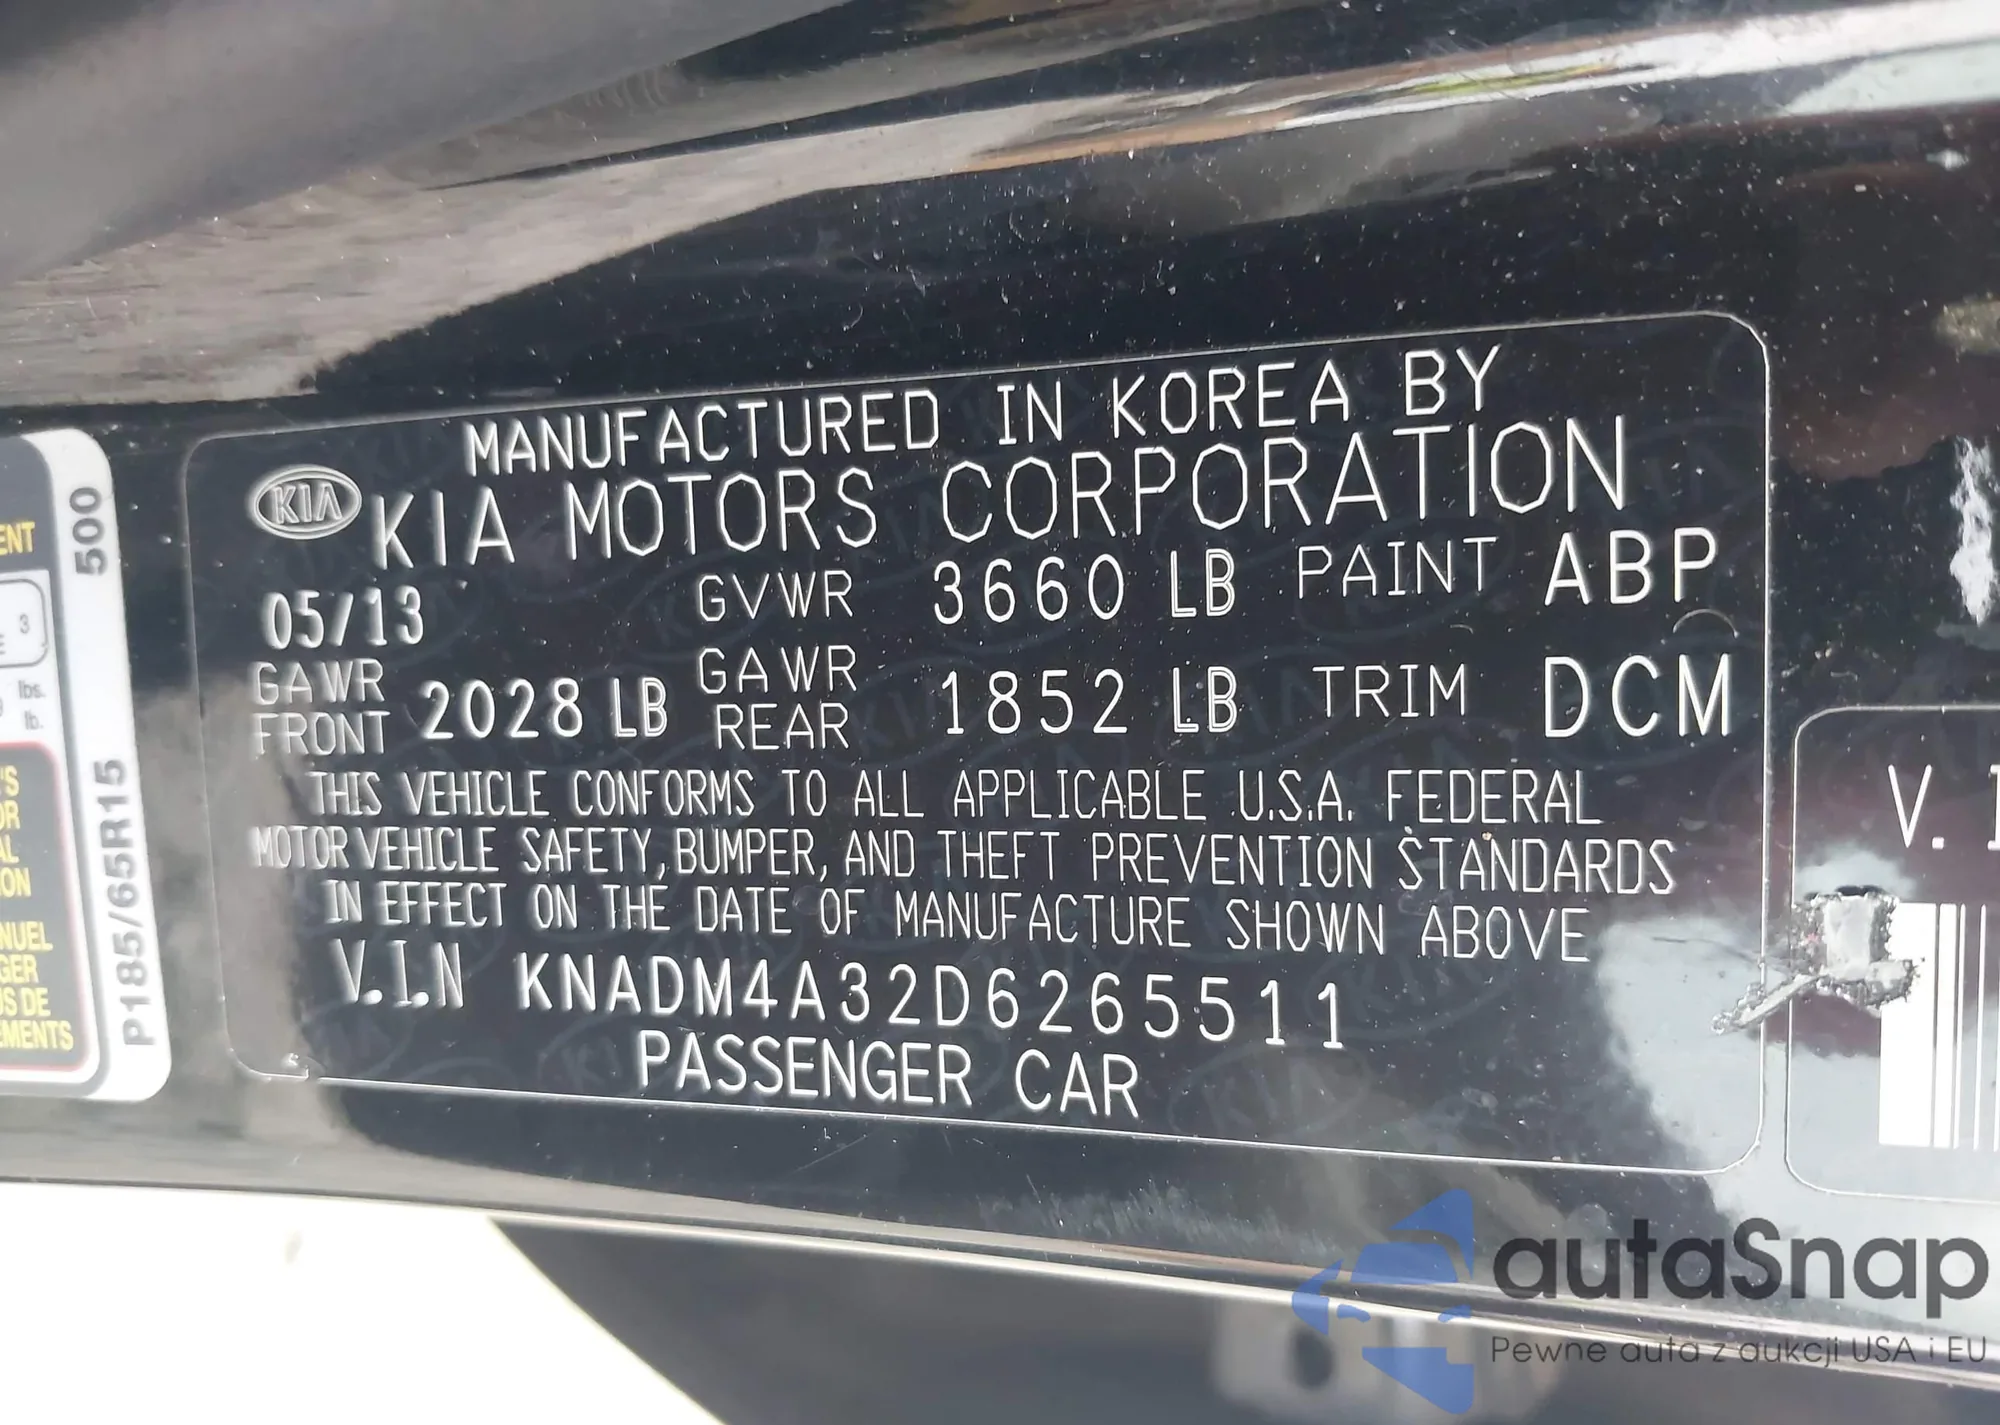 MANUFACTURED IN KOREA BY
KIA KIA MOTORS CORPORATION
05/13 GVWR 3660 LB PAINT ABP
GAWR FRONT 2028 LB GAWR REAR 1852 LB TRIM DCM
THIS VEHICLE CONFORMS TO ALL APPLICABLE U.S.A. FEDERAL
MOTOR VEHICLE SAFETY, BUMPER, AND THEFT PREVENTION STANDARDS
IN EFFECT ON THE DATE OF MANUFACTURE SHOWN ABOVE
V.I.N KNADM4A32D6265511
PASSENGER CAR
500
P185/65R15
3
lbs.
lb.
V. I
autaSnap
Pewne auta z aukcji USA i EU